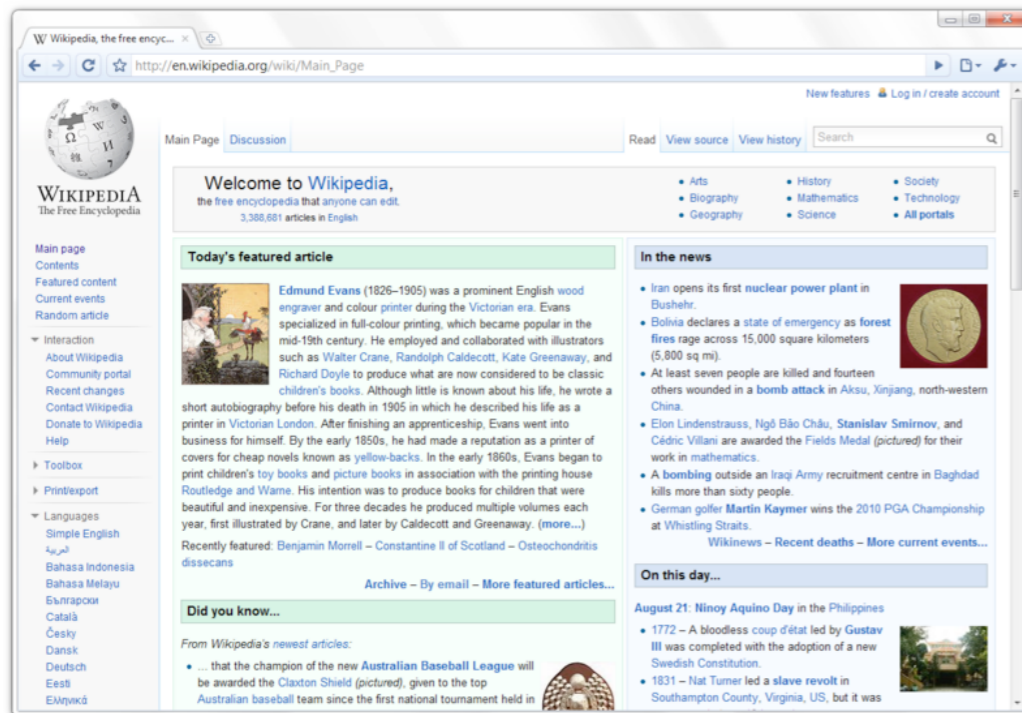 Wikipedia, the free encyc...
http://en.wikipedia.org/wiki/Main_Page
New features Log in / create account
Main Page Discussion
Read View source View history Search
WIKIPEDIA
The Free Encyclopedia
Main page
Contents
Featured content
Current events
Random article
Interaction
About Wikipedia
Community portal
Recent changes
Contact Wikipedia
Donate to Wikipedia
Help
Toolbox
Print/export
Languages
Simple English
العربية
Bahasa Indonesia
Bahasa Melayu
Български
Català
Česky
Dansk
Deutsch
Eesti
Ελληνικά
Welcome to Wikipedia,
the free encyclopedia that anyone can edit.
3,388,681 articles in English
Arts
Biography
Geography
History
Mathematics
Science
Society
Technology
All portals
Today's featured article
Edmund Evans (1826–1905) was a prominent English wood
engraver and colour printer during the Victorian era. Evans
specialized in full-colour printing, which became popular in the
mid-19th century. He employed and collaborated with illustrators
such as Walter Crane, Randolph Caldecott, Kate Greenaway, and
Richard Doyle to produce what are now considered to be classic
children's books. Although little is known about his life, he wrote a
short autobiography before his death in 1905 in which he described his life as a
printer in Victorian London. After finishing an apprenticeship, Evans went into
business for himself. By the early 1850s, he had made a reputation as a printer of
covers for cheap novels known as yellow-backs. In the early 1860s, Evans began to
print children's toy books and picture books in association with the printing house
Routledge and Warne. His intention was to produce books for children that were
beautiful and inexpensive. For three decades he produced multiple volumes each
year, first illustrated by Crane, and later by Caldecott and Greenaway. (more...)
Recently featured: Benjamin Morrell – Constantine II of Scotland – Osteochondritis
dissecans
Archive – By email – More featured articles...
Did you know...
From Wikipedia's newest articles:
... that the champion of the new Australian Baseball League will
be awarded the Claxton Shield (pictured), given to the top
Australian baseball team since the first national tournament held in
In the news
Iran opens its first nuclear power plant in
Bushehr.
Bolivia declares a state of emergency as forest
fires rage across 15,000 square kilometers
(5,800 sq mi).
At least seven people are killed and fourteen
others wounded in a bomb attack in Aksu, Xinjiang, north-western
China.
Elon Lindenstrauss, Ngô Bảo Châu, Stanislav Smirnov, and
Cédric Villani are awarded the Fields Medal (pictured) for their
work in mathematics.
A bombing outside an Iraqi Army recruitment centre in Baghdad
kills more than sixty people.
German golfer Martin Kaymer wins the 2010 PGA Championship
at Whistling Straits.
Wikinews – Recent deaths – More current events...
On this day...
August 21: Ninoy Aquino Day in the Philippines
1772 – A bloodless coup d'état led by Gustav
III was completed with the adoption of a new
Swedish Constitution.
1831 – Nat Turner led a slave revolt in
Southampton County, Virginia, US, but it was